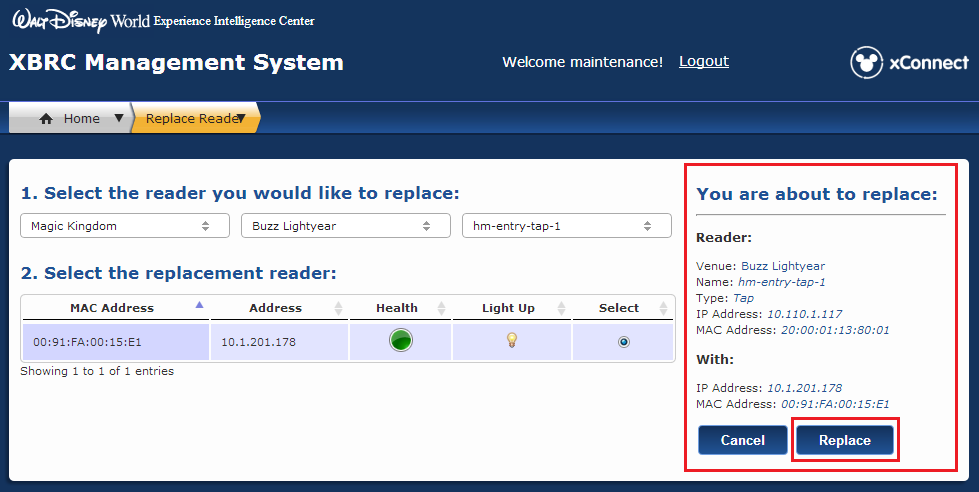 Walt Disney World Experience Intelligence Center
XBRC Management System
Welcome maintenance! Logout
xConnect
Home ▼ Replace Reade▼
1. Select the reader you would like to replace:
Magic Kingdom Buzz Lightyear hm-entry-tap-1
2. Select the replacement reader:
MAC Address Address Health Light Up Select
00:91:FA:00:15:E1 10.1.201.178
Showing 1 to 1 of 1 entries
You are about to replace:
Reader:
Venue: Buzz Lightyear
Name: hm-entry-tap-1
Type: Tap
IP Address: 10.110.1.117
MAC Address: 20:00:01:13:80:01
With:
IP Address: 10.1.201.178
MAC Address: 00:91:FA:00:15:E1
Cancel Replace